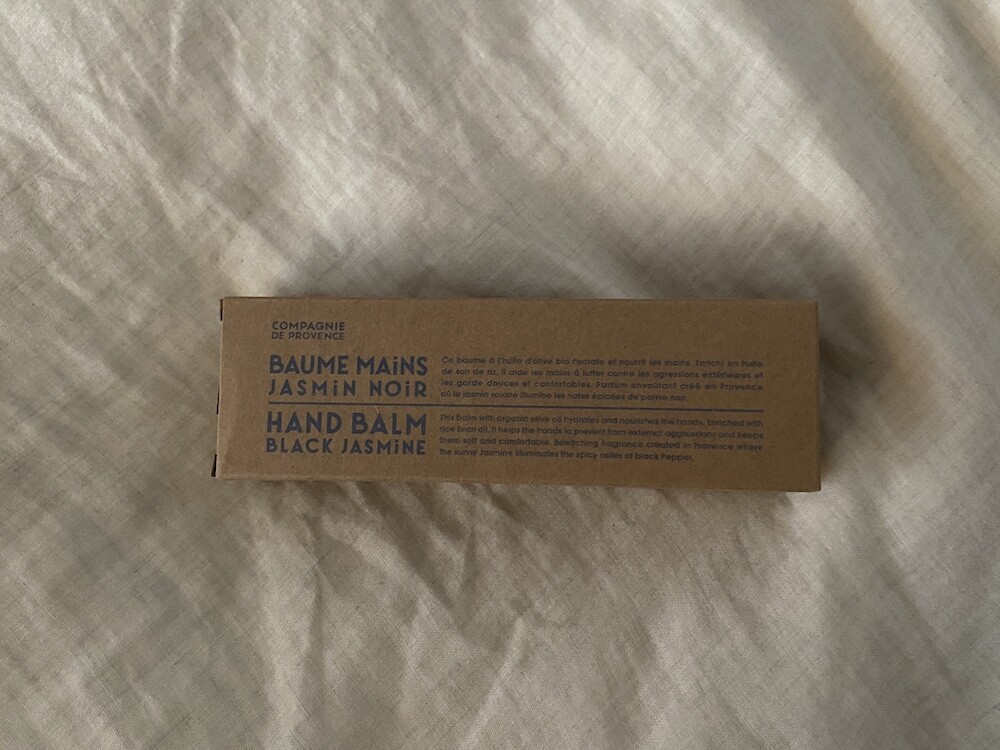 COMPAGNIE
DE PROVENCE
BAUME MAiNS
JASMiN NOiR
Ce baume à l'huile d'olive bio hydrate et nourrit les mains. Enrichi en huile
de son de riz, il aide les mains à lutter contre les agressions extérieures et
les garde douces et confortables. Parfum envoûtant créé en Provence
où le jasmin solaire illumine les notes épicées de poivre noir.
HAND BALM
BLACK JASMiNE
This balm with organic olive oil hydrates and nourishes the hands. Enriched with
rice bran oil, it helps the hands to prevent from external aggressions and keeps
them soft and comfortable. Bewitching fragrance created in Provence where
the sunny Jasmine illuminates the spicy notes of black Pepper.